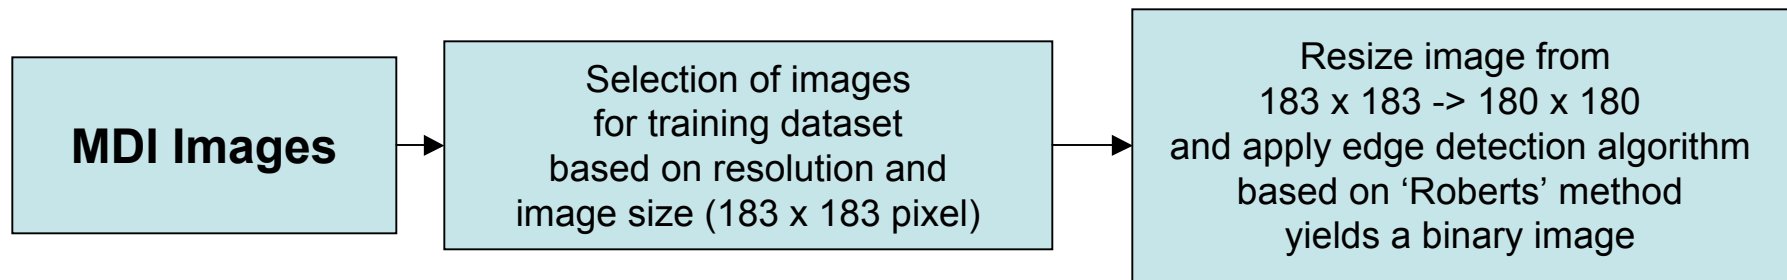 MDI Images
Selection of images
for training dataset
based on resolution and
image size (183 x 183 pixel)
Resize image from
183 x 183 -> 180 x 180
and apply edge detection algorithm
based on ‘Roberts’ method
yields a binary image